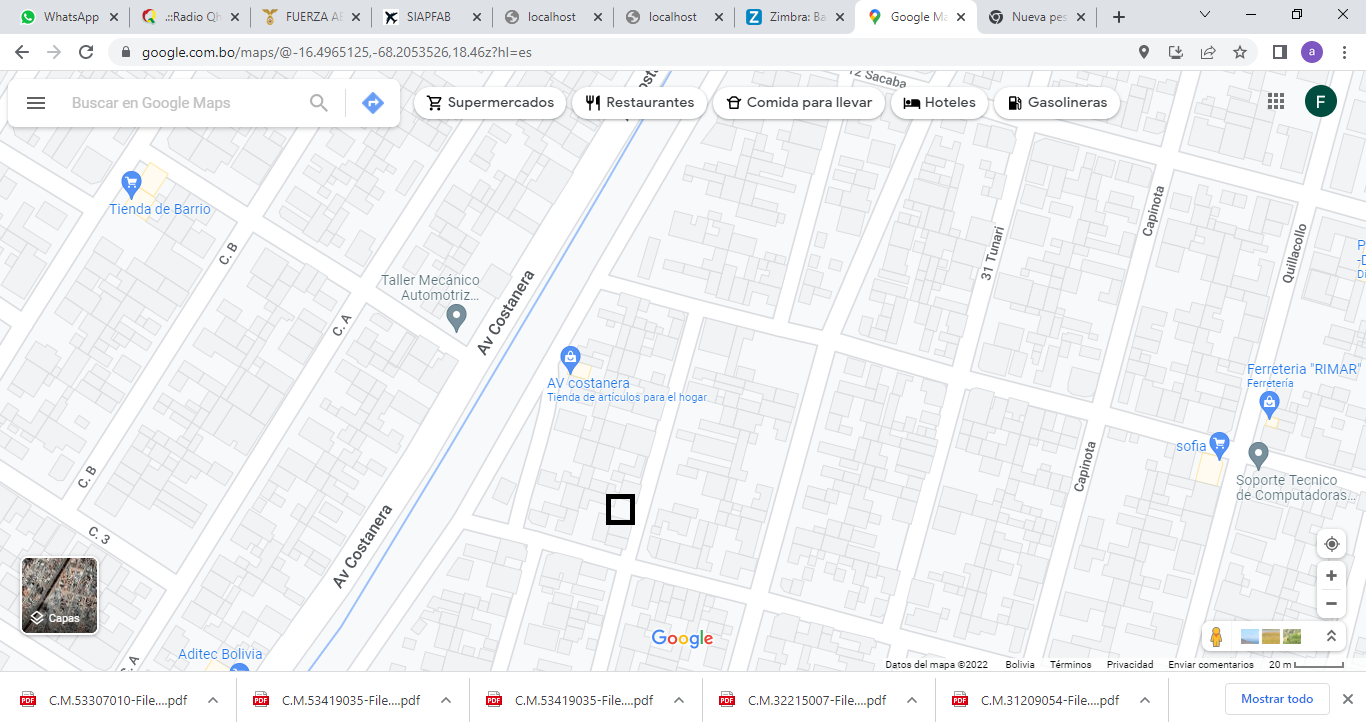 WhatsApp
.::Radio Qh
FUERZA AE
SIAPFAB
localhost
localhost
Zimbra: Ba
Google Ma
Nueva pes
google.com.bo/maps/@-16.4965125,-68.2053526,18.46z?hl=es
a
Buscar en Google Maps
Supermercados
Restaurantes
Comida para llevar
Hoteles
Gasolineras
F
12 Sacaba
Tienda de Barrio
C. B
Taller Mecánico
Automotriz...
C. A
Av Costanera
31 Tunari
Capinota
Quillacollo
AV costanera
Tienda de artículos para el hogar
Ferreteria "RIMAR"
Ferretería
sofia
Capinota
Soporte Tecnico
de Computadoras...
C. B
C. 3
Av Costanera
Capas
Google
Aditec Bolivia
C. A
Datos del mapa ©2022
Bolivia
Términos
Privacidad
Enviar comentarios
20 m
C.M.53307010-File....pdf
C.M.53419035-File....pdf
C.M.53419035-File....pdf
C.M.32215007-File....pdf
C.M.31209054-File....pdf
Mostrar todo